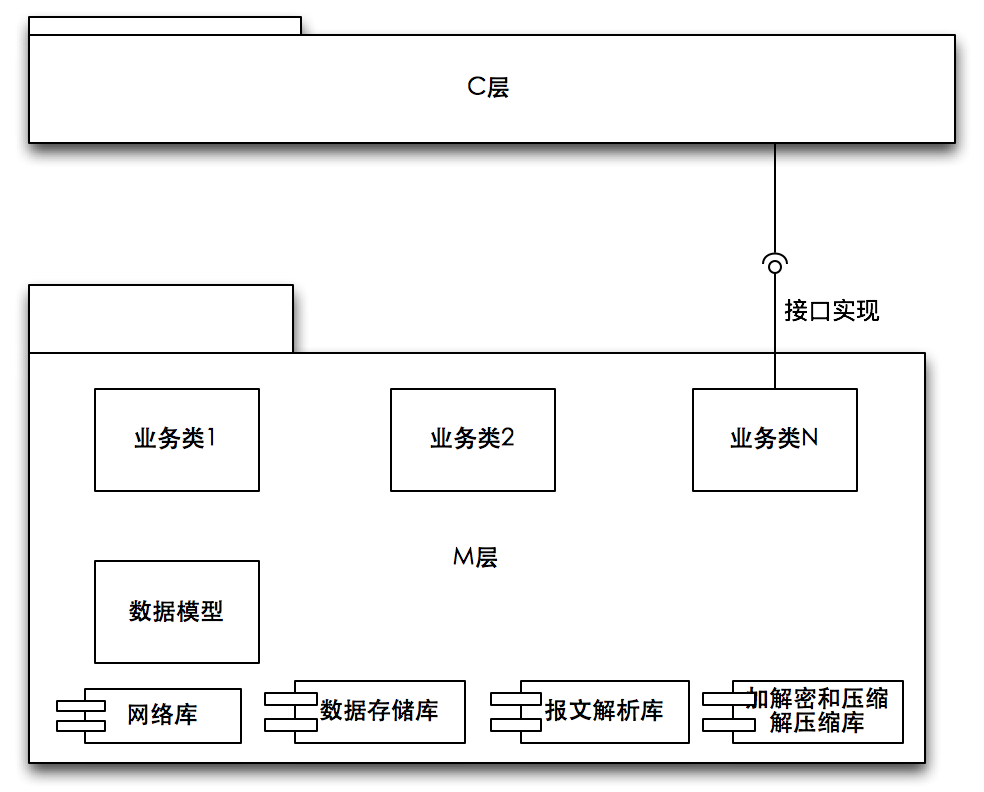 C层
接口实现
业务类1
业务类2
业务类N
M层
数据模型
网络库
数据存储库
报文解析库
加解密和压缩
解压缩库